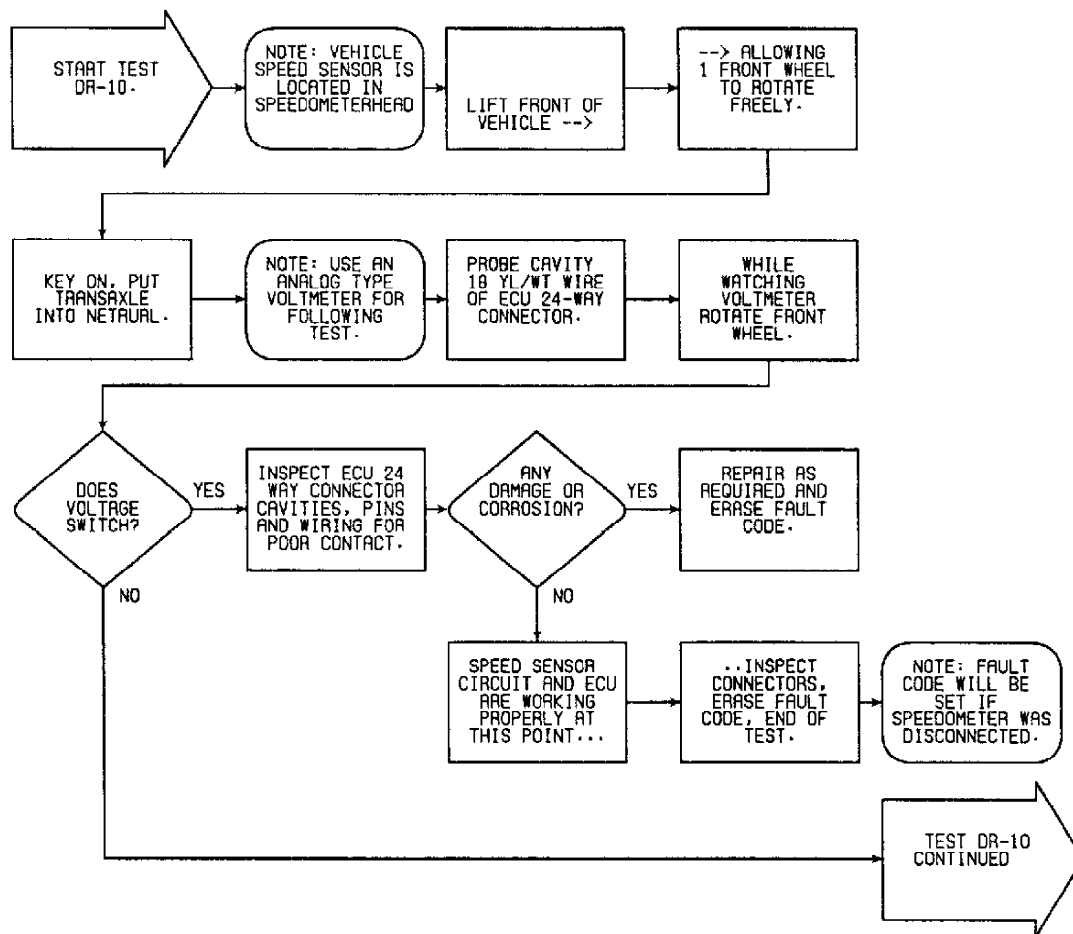 START TEST
DR-10.
NOTE: VEHICLE
SPEED SENSOR IS
LOCATED IN
SPEEDOMETERHEAD
LIFT FRONT OF
VEHICLE -->
--> ALLOWING
1 FRONT WHEEL
TO ROTATE
FREELY.
KEY ON, PUT
TRANSAXLE
INTO NETRUAL.
NOTE: USE AN
ANALOG TYPE
VOLTMETER FOR
FOLLOWING
TEST.
PROBE CAVITY
18 YL/WT WIRE
OF ECU 24-WAY
CONNECTOR.
WHILE
WATCHING
VOLTMETER
ROTATE FRONT
WHEEL.
DOES
VOLTAGE
SWITCH?
YES
NO
INSPECT ECU 24
WAY CONNECTOR
CAVITIES, PINS
AND WIRING FOR
POOR CONTACT.
ANY
DAMAGE OR
CORROSION?
YES
NO
REPAIR AS
REQUIRED AND
ERASE FAULT
CODE.
SPEED SENSOR
CIRCUIT AND ECU
ARE WORKING
PROPERLY AT
THIS POINT...
..INSPECT
CONNECTORS,
ERASE FAULT
CODE, END OF
TEST.
NOTE: FAULT
CODE WILL BE
SET IF
SPEEDOMETER WAS
DISCONNECTED.
TEST DR-10
CONTINUED